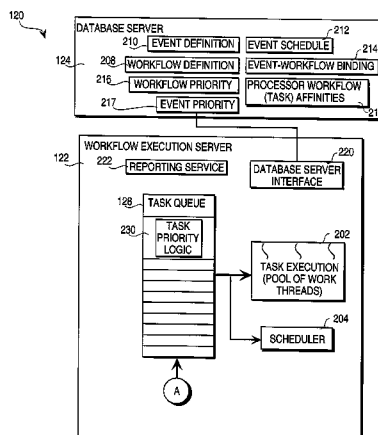 120
DATABASE SERVER
210
EVENT DEFINITION
212
EVENT SCHEDULE
124
208
WORKFLOW DEFINITION
214
EVENT-WORKFLOW BINDING
216
WORKFLOW PRIORITY
PROCESSOR WORKFLOW
(TASK) AFFINITIES
217
EVENT PRIORITY
WORKFLOW EXECUTION SERVER
122
222
REPORTING SERVICE
220
DATABASE SERVER
INTERFACE
128
TASK QUEUE
230
TASK
PRIORITY
LOGIC
202
TASK EXECUTION
(POOL OF WORK
THREADS)
204
SCHEDULER
A